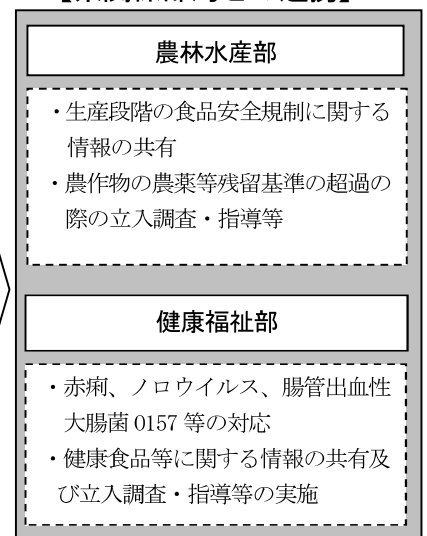 農林水産部
・生産段階の食品安全規制に関する
情報の共有
・農作物の農薬等残留基準の超過の
際の立入調査・指導等
健康福祉部
・赤痢、ノロウイルス、腸管出血性
大腸菌 0157 等の対応
・健康食品等に関する情報の共有及
び立入調査・指導等の実施